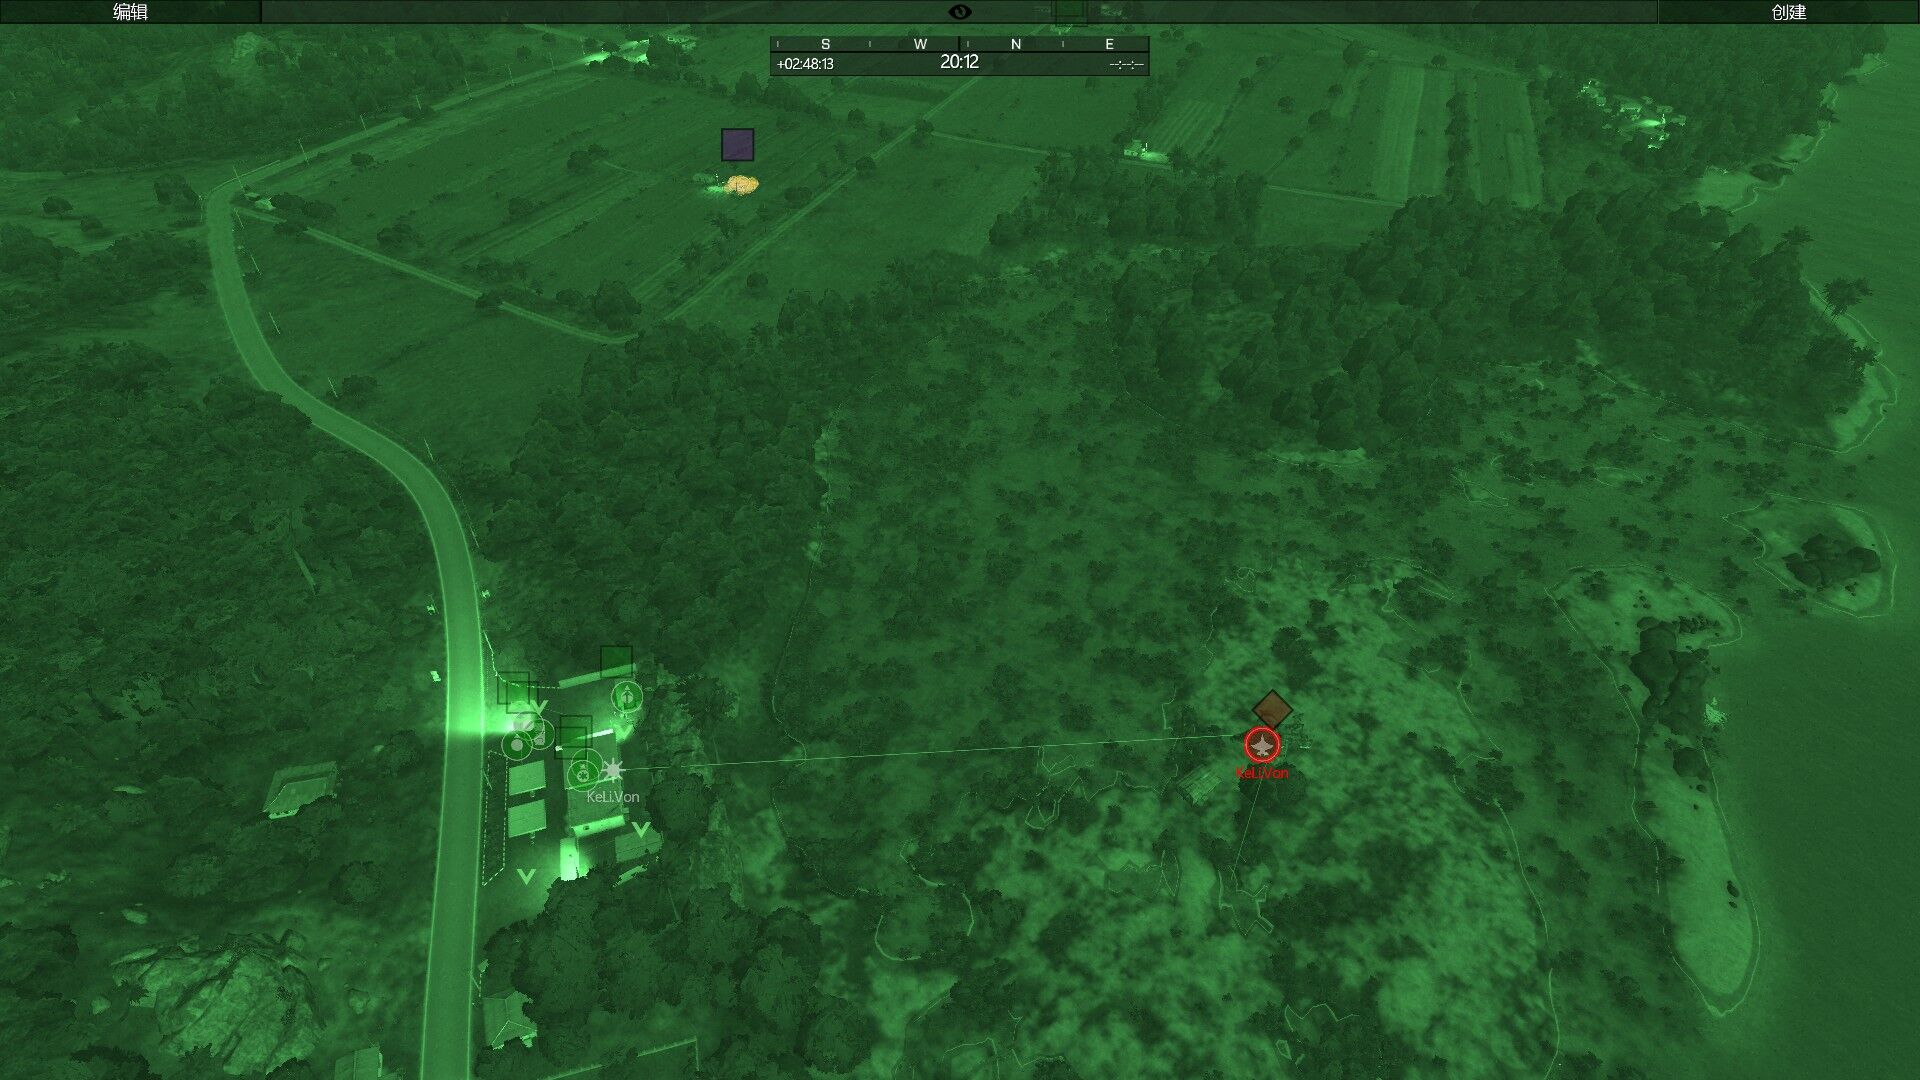 编辑
创建
S W N E
+02:48:13 20:12 --:--:--
KeLi.Von
KeLi.Von